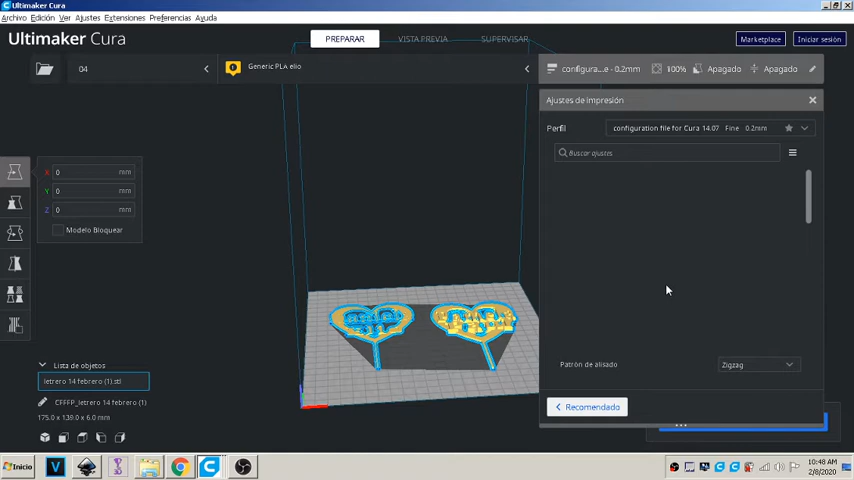 Ultimaker Cura
Archivo Edición Ver Ajustes Extensiones Preferencias Ayuda
Ultimaker Cura
PREPARAR VISTA PREVIA SUPERVISAR Marketplace Iniciar sesión
04 Generic PLA elio configura...e - 0.2mm 100% Apagado Apagado
Ajustes de impresión
Perfil configuration file for Cura 14.07 Fine 0.2mm
Buscar ajustes
X 0 mm
Y 0 mm
Z 0 mm
Modelo Bloquear
Patrón de alisado Zigzag
Lista de objetos
letrero 14 febrero (1).stl
CFFFP_letrero 14 febrero (1)
175.0 x 139.0 x 6.0 mm
Recomendado
Inicio
10:48 AM
2/8/2020